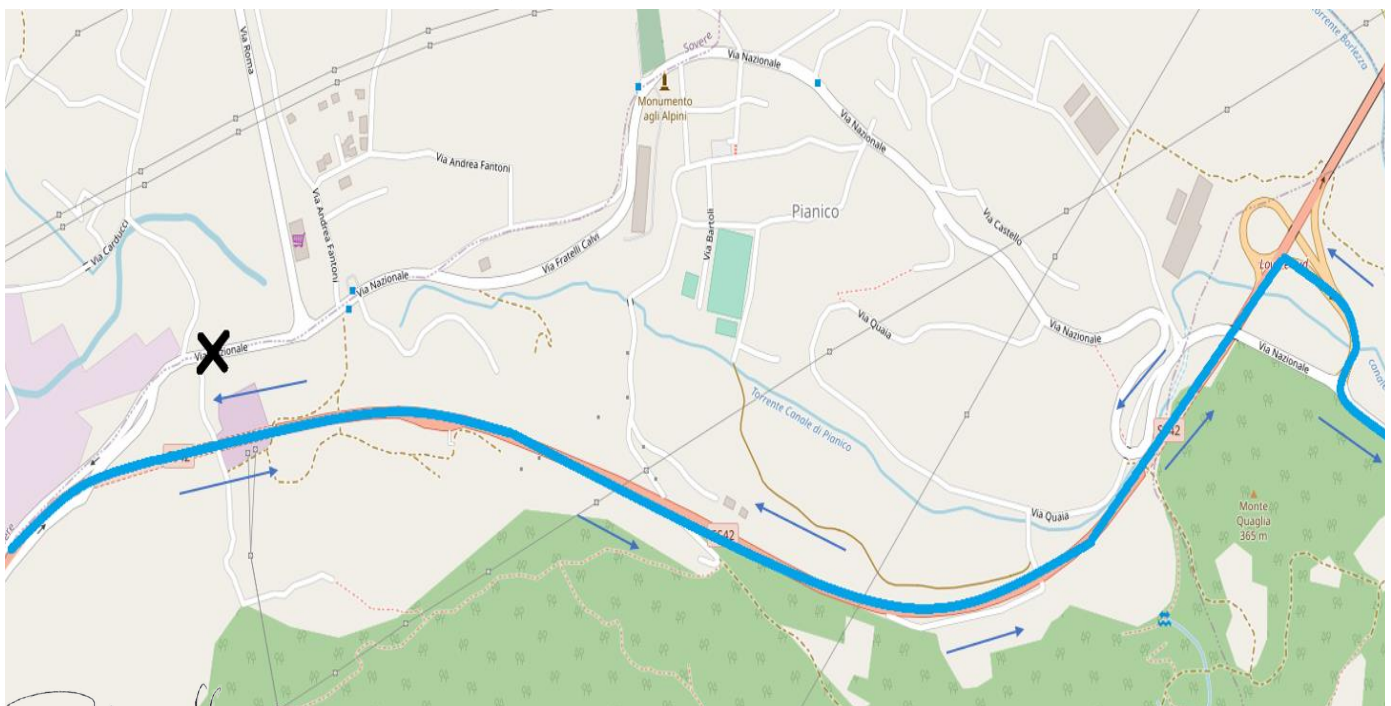 Via Roma
Sovere
Via Nazionale
Torrente Borlezza
Monumento
agli Alpini
Via Nazionale
Via Andrea Fantoni
Via Andrea Fantoni
Pianico
Via Carducci
Via Bartoli
Via Castello
Via Fratelli Calvi
Via Nazionale
Via Quaia
Via Nazionale
Via Nazionale
Torrente Canale di Pianico
Via Quaia
SS42
Monte
Quaglia
365 m